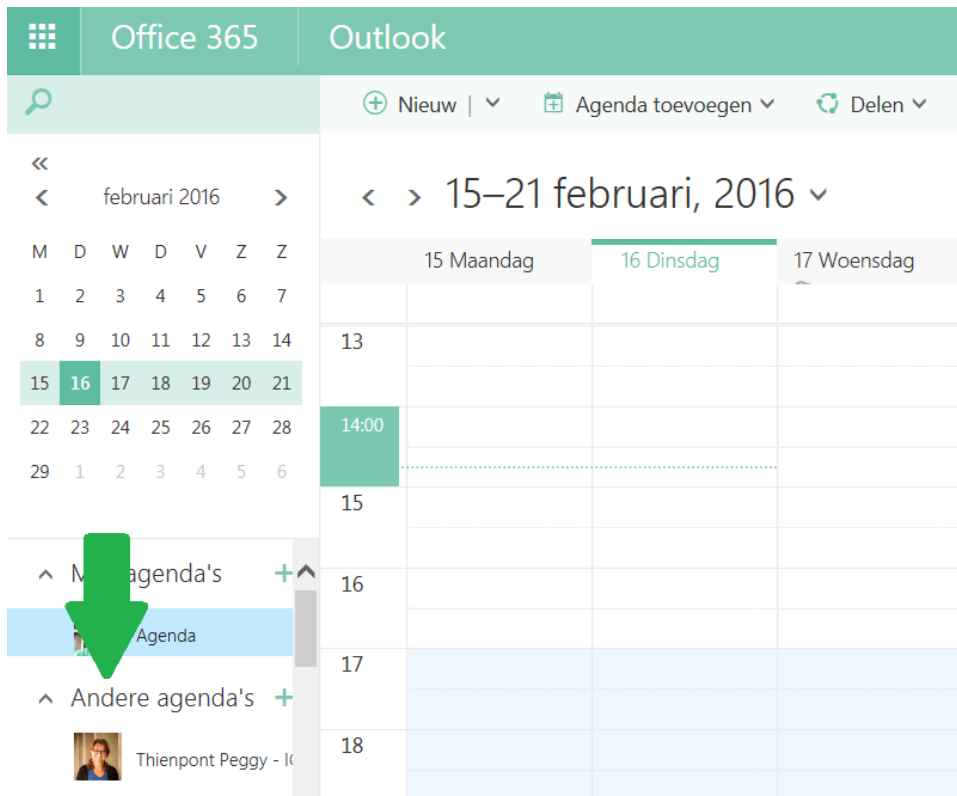 Office 365 Outlook
Nieuw | Agenda toevoegen Delen
«
< februari 2016 >
M D W D V Z Z
1 2 3 4 5 6 7
8 9 10 11 12 13 14
15 16 17 18 19 20 21
22 23 24 25 26 27 28
29 1 2 3 4 5 6
< > 15–21 februari, 2016
15 Maandag 16 Dinsdag 17 Woensdag
13
14:00
15
16
17
18
agenda's +
Agenda
Andere agenda's +
Thienpont Peggy -